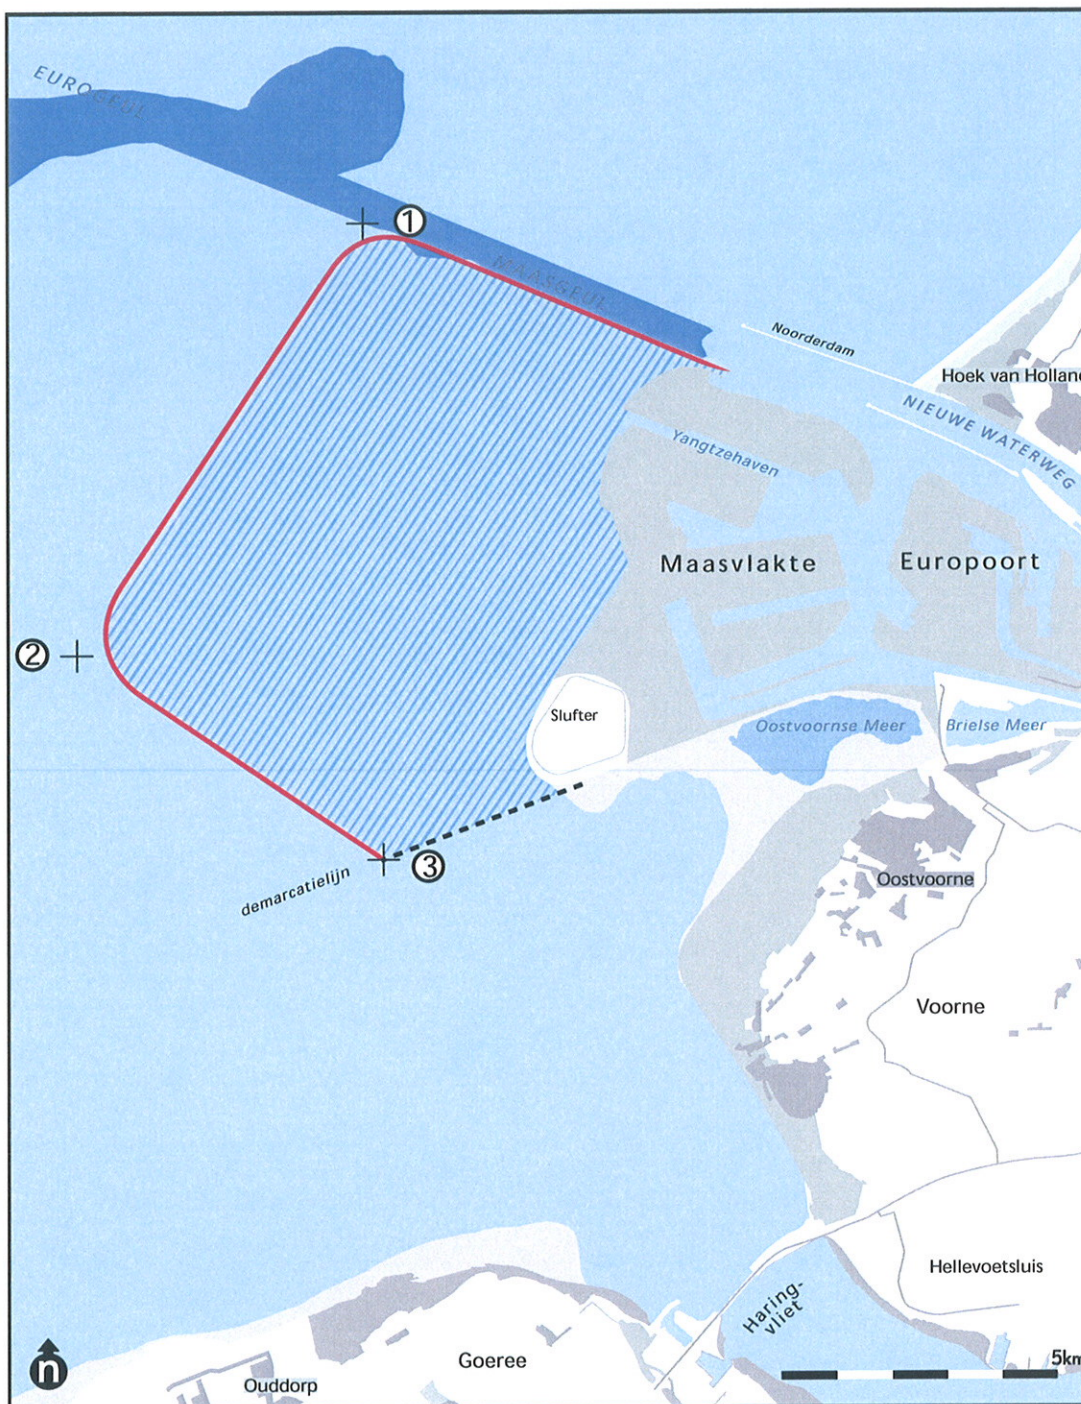 EUROGEUL
1
MAASGEUL
Noorderdam
Hoek van Holland
NIEUWE WATERWEG
Yangtzehaven
Maasvlakte
Europoort
2
Slufter
Oostvoornse Meer
Brielse Meer
3
demarcatielijn
Oostvoorne
Voorne
Hellevoetsluis
Haring-
vliet
Goeree
Ouddorp
n
5km